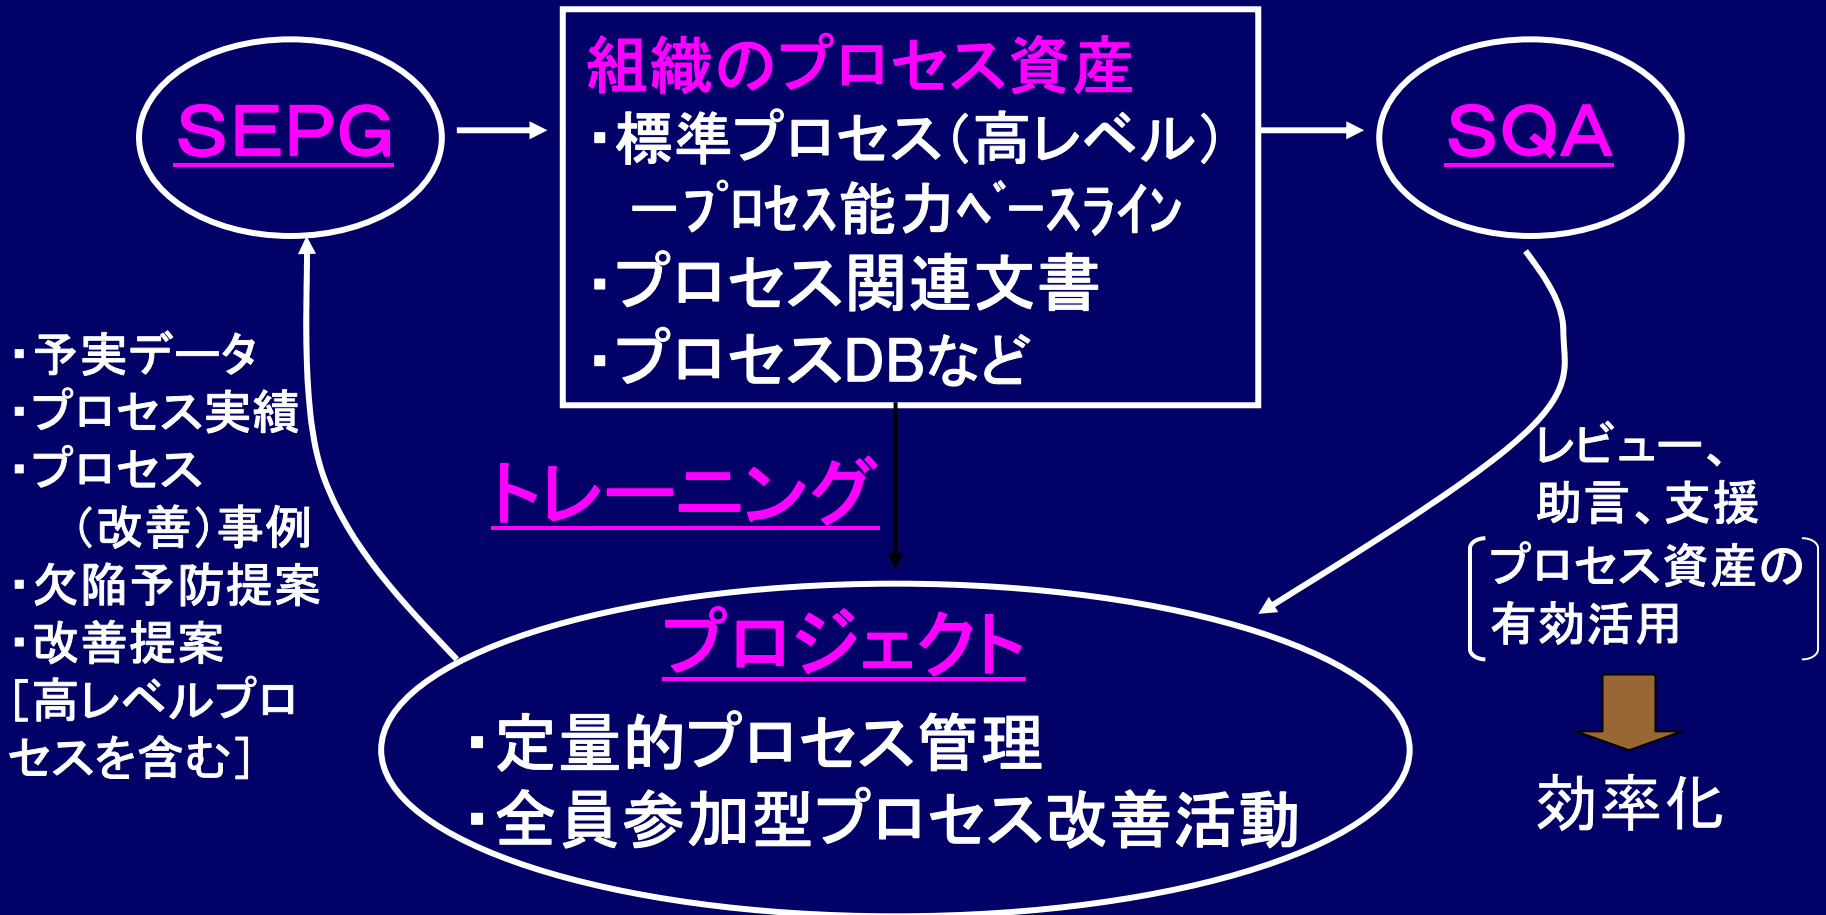 SEPG
組織のプロセス資産
・標準プロセス(高レベル)
－プロセス能力ベースライン
・プロセス関連文書
・プロセスDBなど
SQA
・予実データ
・プロセス実績
・プロセス
(改善)事例
・欠陥予防提案
・改善提案
[高レベルプロ
セスを含む]
トレーニング
レビュー、
助言、支援
プロセス資産の
有効活用
効率化
プロジェクト
・定量的プロセス管理
・全員参加型プロセス改善活動